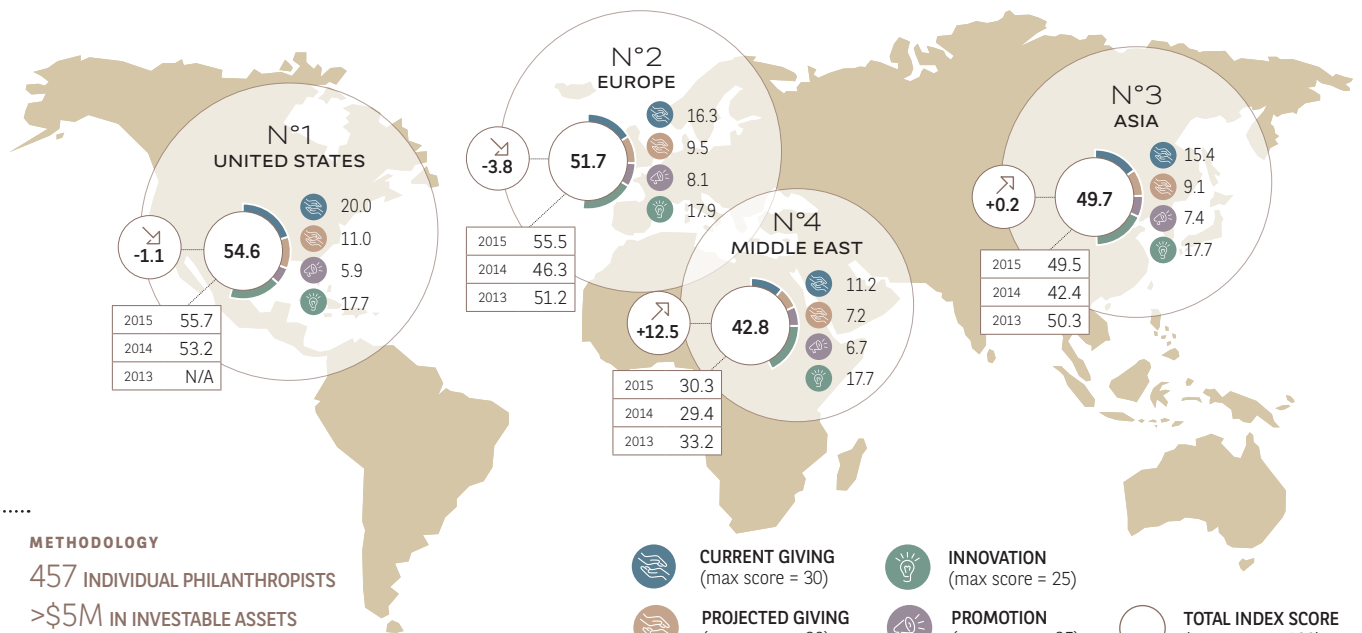 N°1
UNITED STATES
20.0
11.0
5.9
17.7
-1.1
54.6
2015 55.7
2014 53.2
2013 N/A
N°2
EUROPE
16.3
9.5
8.1
17.9
-3.8
51.7
2015 55.5
2014 46.3
2013 51.2
N°4
MIDDLE EAST
11.2
7.2
6.7
17.7
+12.5
42.8
2015 30.3
2014 29.4
2013 33.2
N°3
ASIA
15.4
9.1
7.4
17.7
+0.2
49.7
2015 49.5
2014 42.4
2013 50.3
METHODOLOGY
457 INDIVIDUAL PHILANTHROPISTS
>$5M IN INVESTABLE ASSETS
CURRENT GIVING
(max score = 30)
INNOVATION
(max score = 25)
PROJECTED GIVING
PROMOTION
TOTAL INDEX SCORE